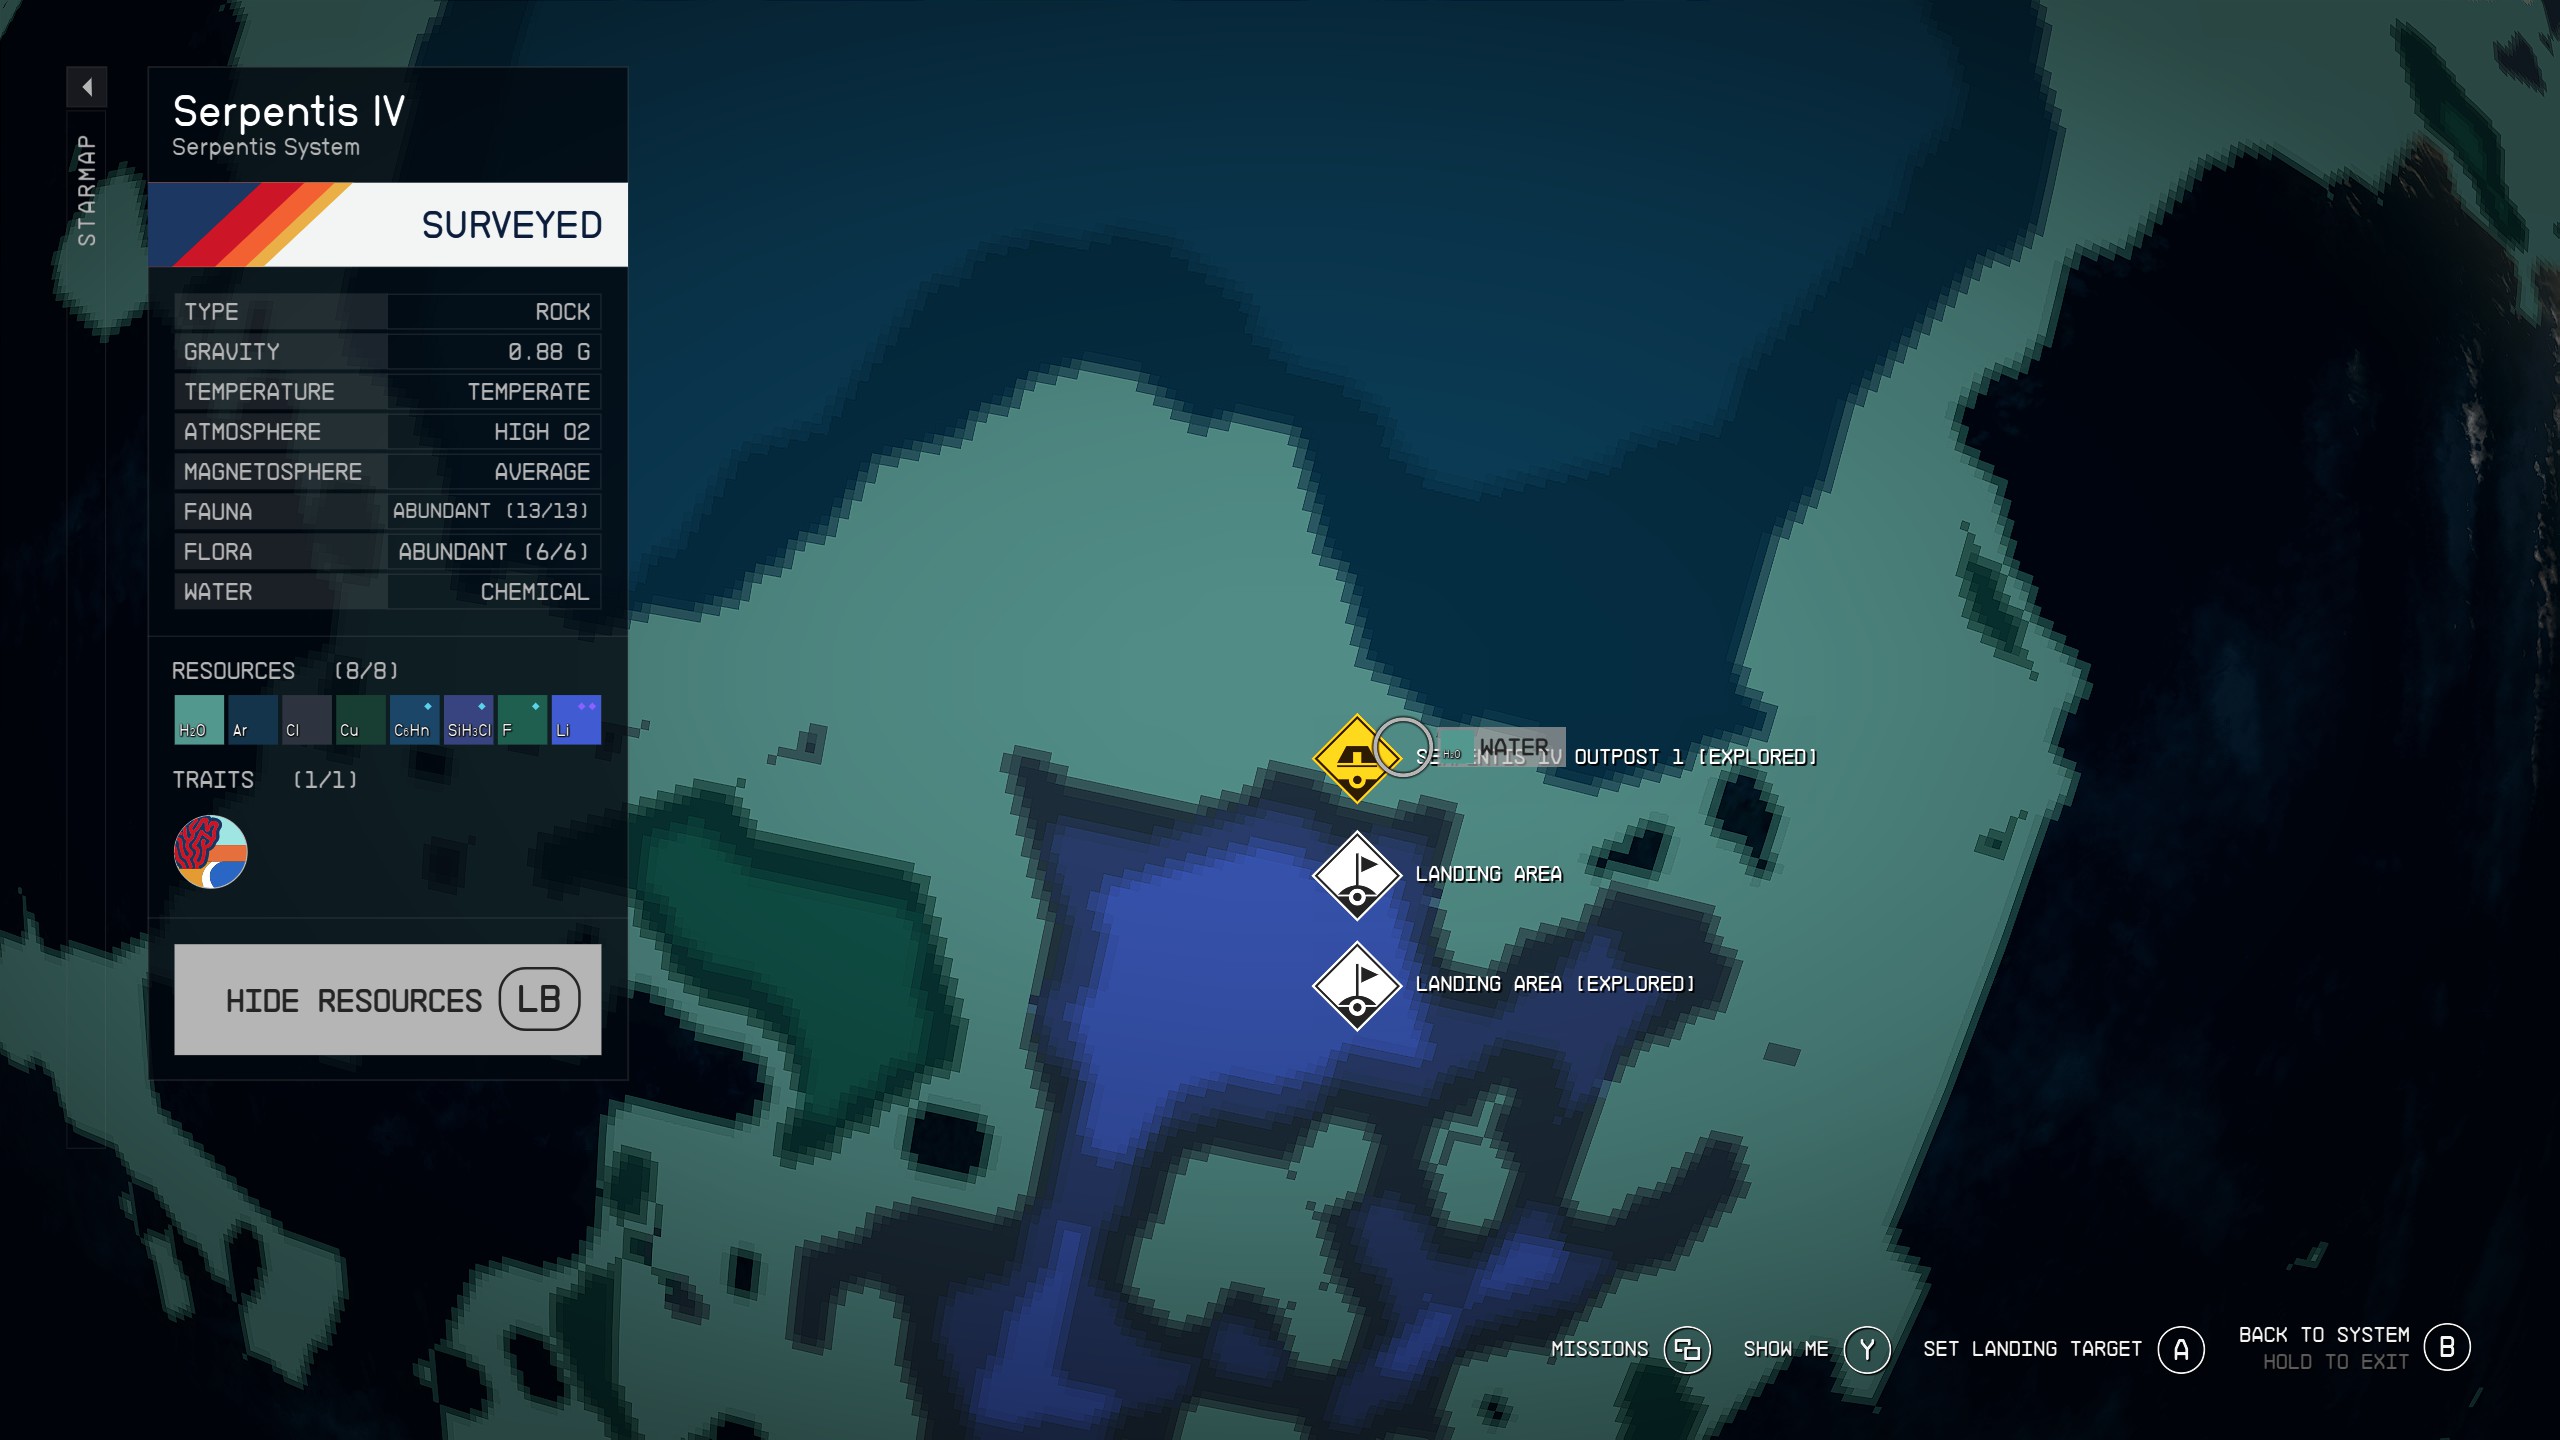 STARMAP
Serpentis IV
Serpentis System
SURVEYED
TYPE ROCK
GRAVITY 0.88 G
TEMPERATURE TEMPERATE
ATMOSPHERE HIGH O2
MAGNETOSPHERE AVERAGE
FAUNA ABUNDANT (13/13)
FLORA ABUNDANT (6/6)
WATER CHEMICAL
RESOURCES (8/8)
H₂O Ar Cl Cu C₆Hn SiH₃Cl F Li
TRAITS (1/1)
HIDE RESOURCES LB
H₂O WATER
SERPENTIS IV OUTPOST 1 [EXPLORED]
LANDING AREA
LANDING AREA [EXPLORED]
MISSIONS
SHOW ME Y
SET LANDING TARGET A
BACK TO SYSTEM B
HOLD TO EXIT